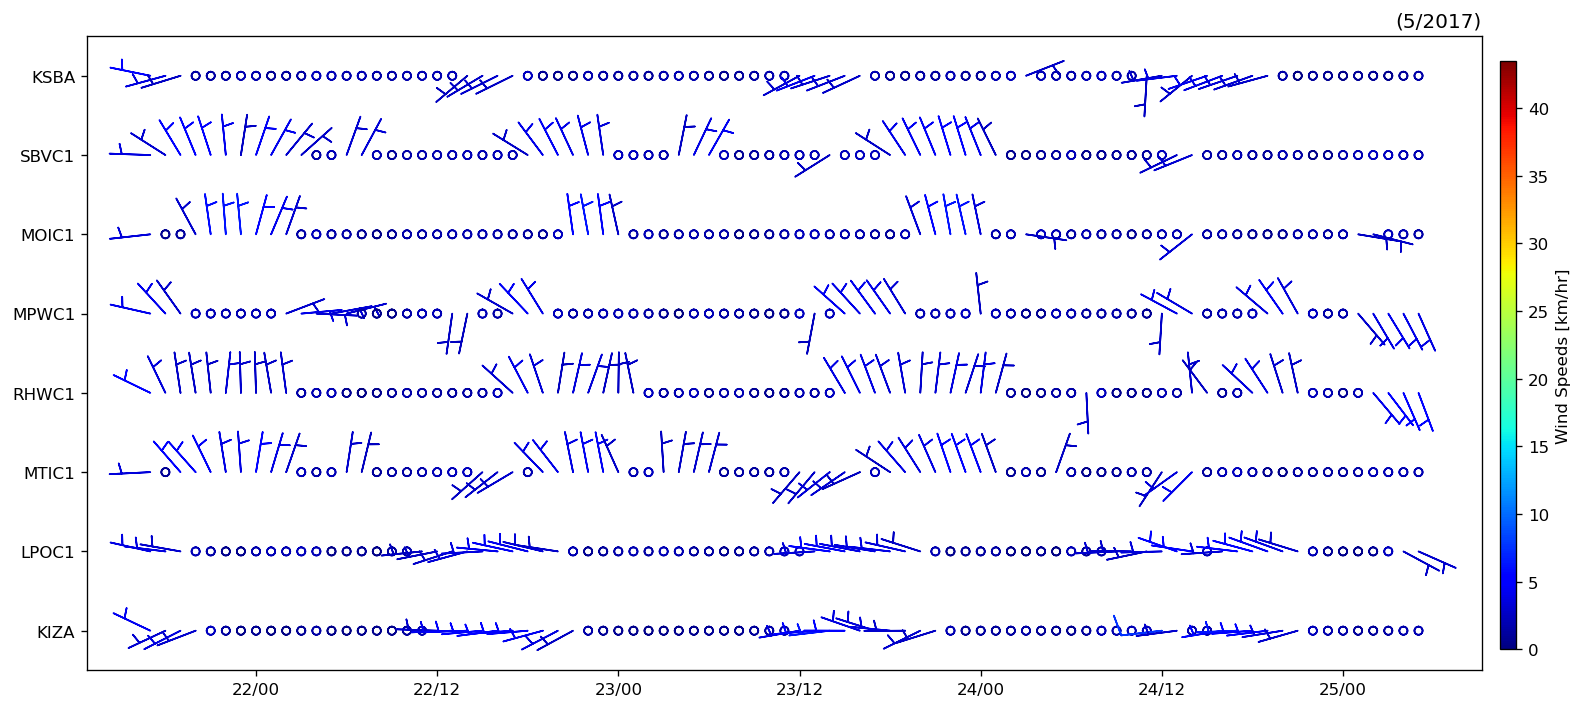 (5/2017)
KSBA
SBVC1
MOIC1
MPWC1
RHWC1
MTIC1
LPOC1
KIZA
22/00
22/12
23/00
23/12
24/00
24/12
25/00
40
35
30
25
20
15
10
5
0
Wind Speeds [km/hr]